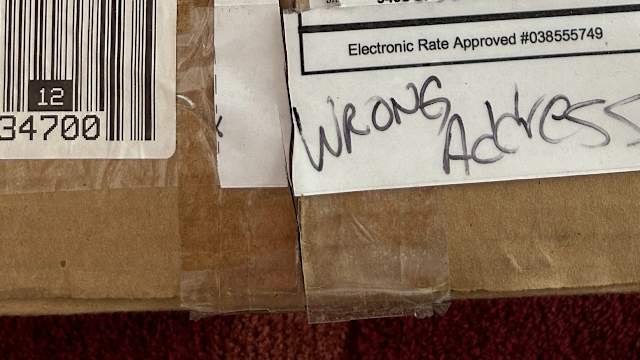 12
34700
Electronic Rate Approved #038555749
WRONG
Address